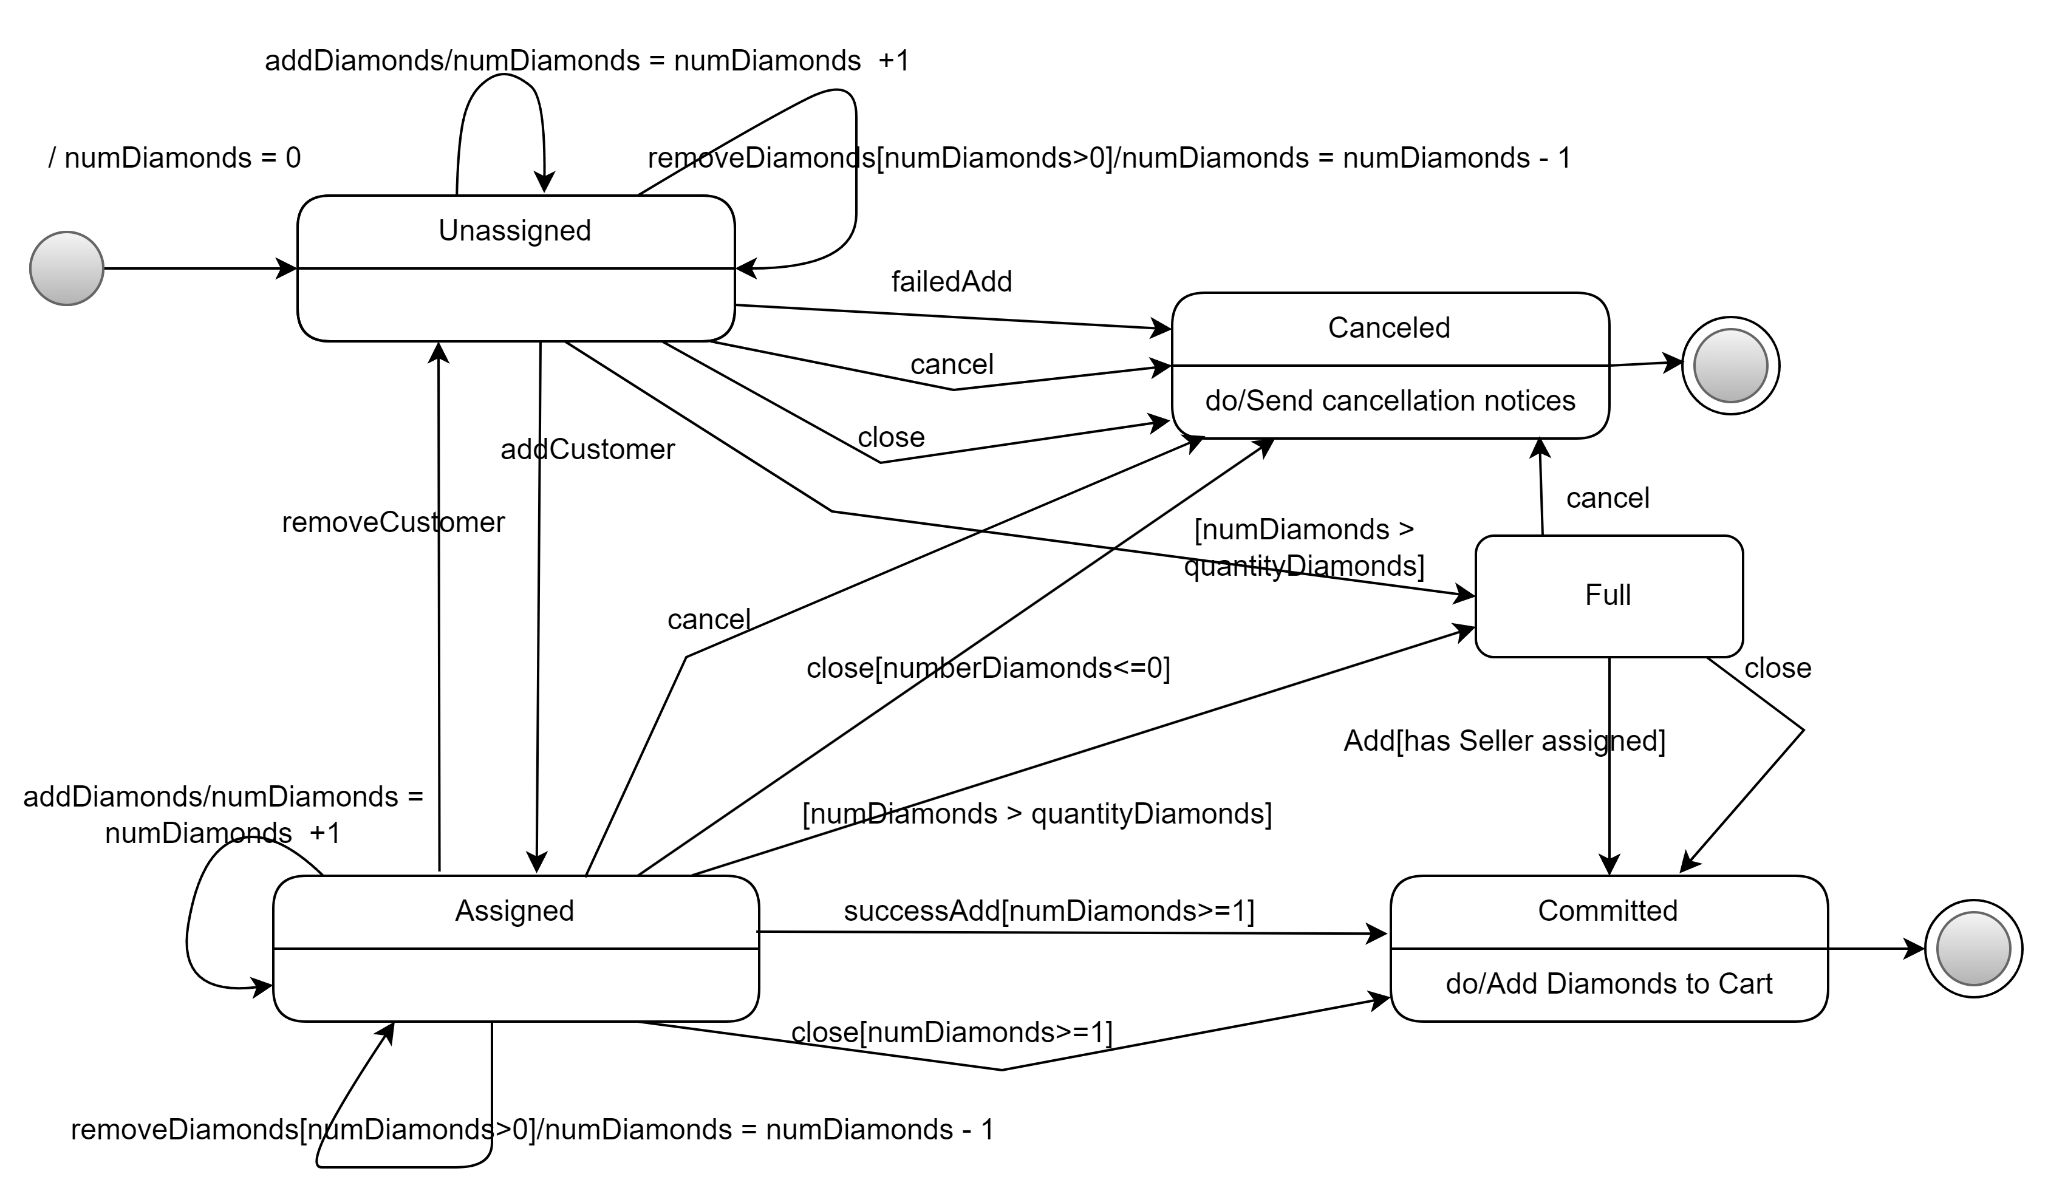 addDiamonds/numDiamonds = numDiamonds  +1
/ numDiamonds = 0
removeDiamonds[numDiamonds>0]/numDiamonds = numDiamonds - 1
Unassigned
failedAdd
Canceled
cancel
do/Send cancellation notices
close
addCustomer
removeCustomer
cancel
[numDiamonds >
quantityDiamonds]
Full
cancel
close[numberDiamonds<=0]
close
Add[has Seller assigned]
addDiamonds/numDiamonds =
numDiamonds  +1
[numDiamonds > quantityDiamonds]
Assigned
successAdd[numDiamonds>=1]
Committed
do/Add Diamonds to Cart
close[numDiamonds>=1]
removeDiamonds[numDiamonds>0]/numDiamonds = numDiamonds - 1